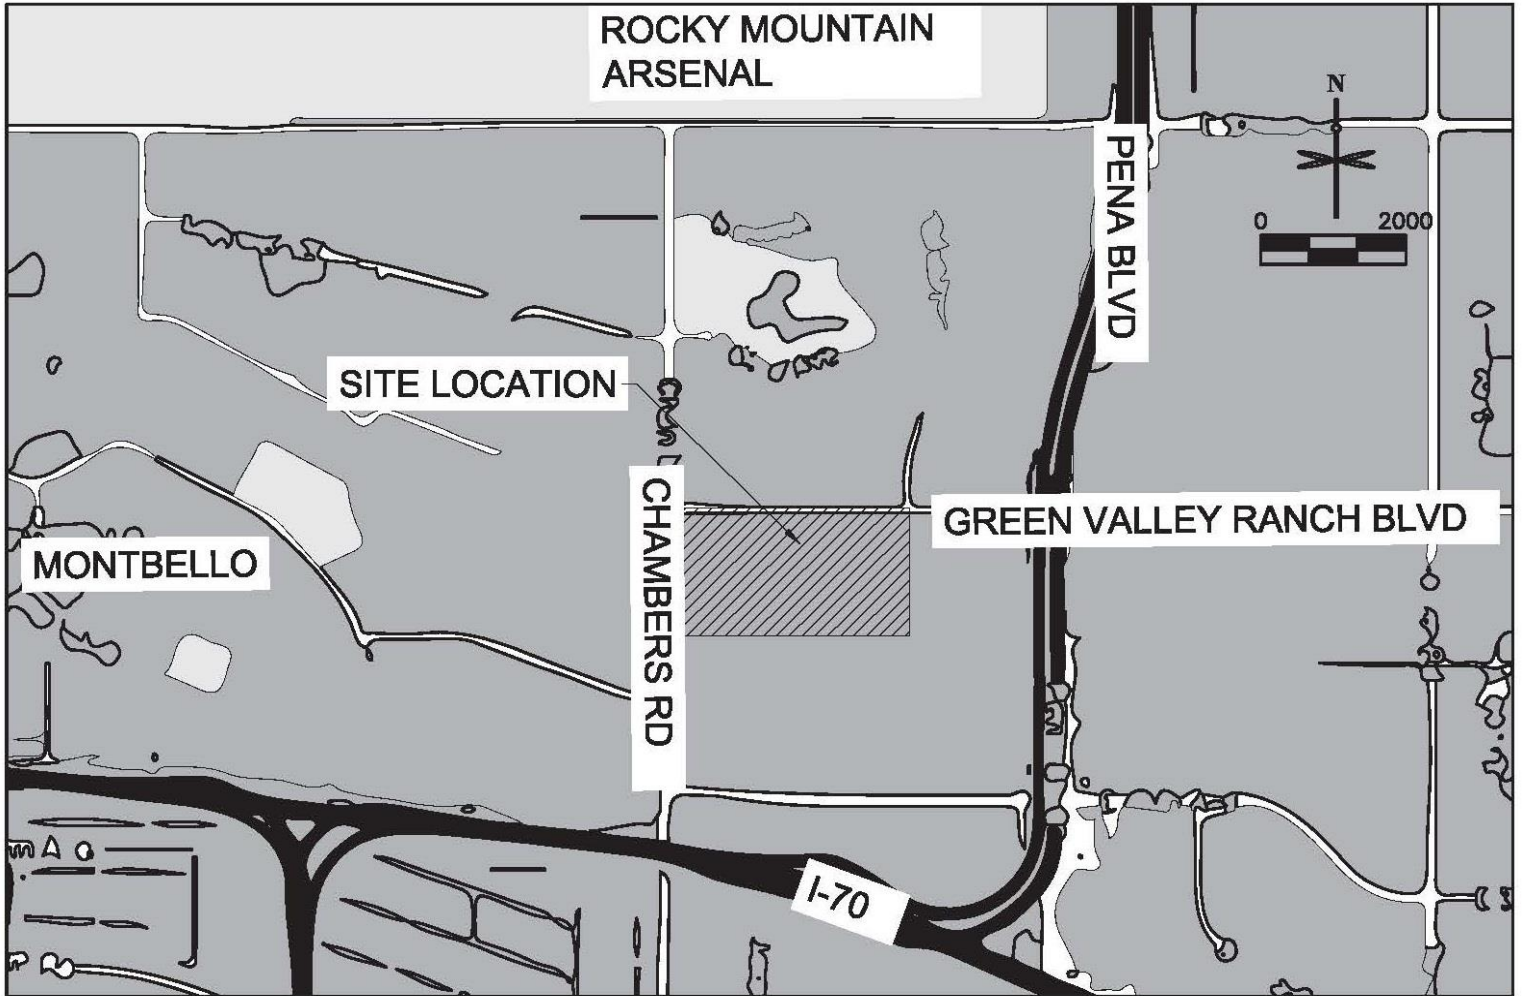 ROCKY MOUNTAIN
ARSENAL
N
0 2000
PENA BLVD
SITE LOCATION
CHAMBERS RD
GREEN VALLEY RANCH BLVD
MONTBELLO
I-70